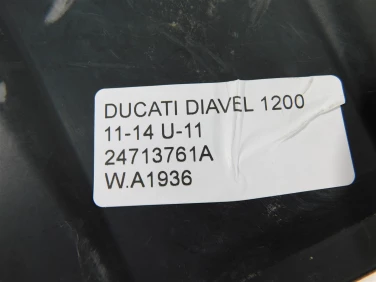 DUCATI DIAVEL 1200
11-14 U-11
24713761A
W.A1936